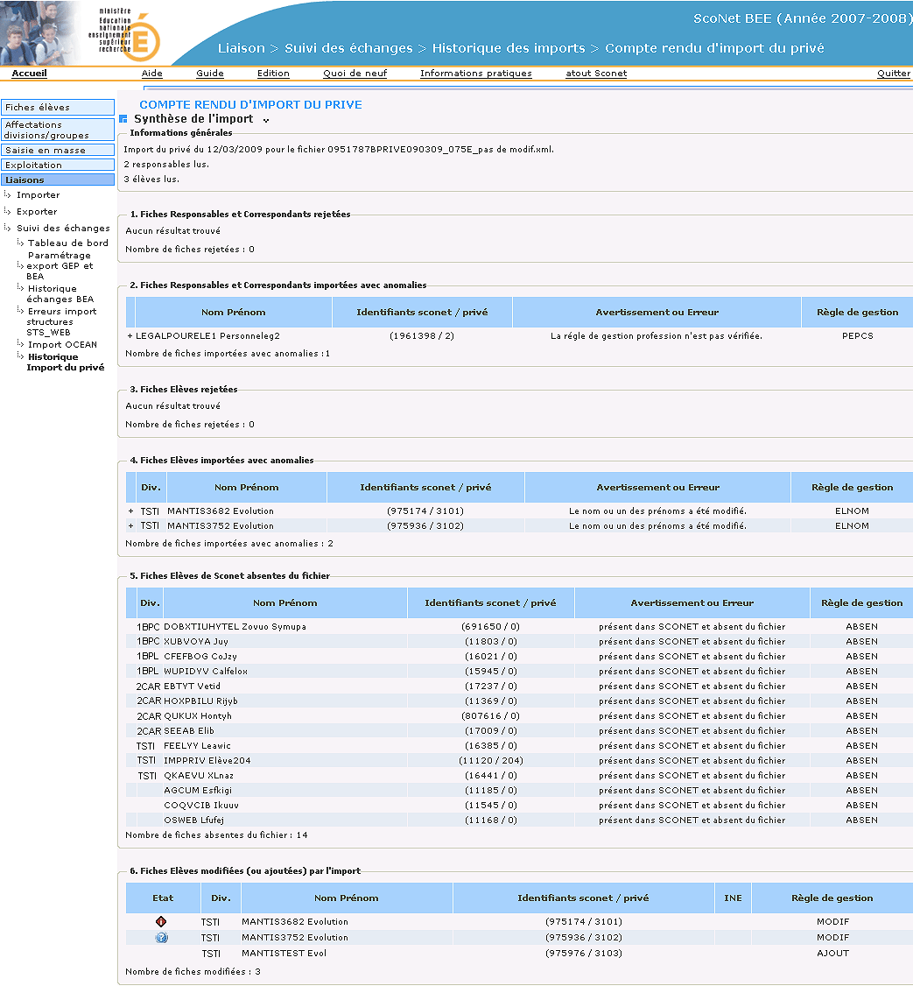 ministère
Éducation
nationale
enseignement
supérieur
recherche
ScoNet BEE (Année 2007-2008)
Liaison > Suivi des échanges > Historique des imports > Compte rendu d'import du privé
Accueil Aide Guide Edition Quoi de neuf Informations pratiques atout Sconet Quitter
Fiches élèves
Affectations
divisions/groupes
Saisie en masse
Exploitation
Liaisons
Importer
Exporter
Suivi des échanges
Tableau de bord
Paramétrage
export GEP et
BEA
Historique
échanges BEA
Erreurs import
structures
STS_WEB
Import OCEAN
Historique
Import du privé
COMPTE RENDU D'IMPORT DU PRIVE
Synthèse de l'import
Informations générales
Import du privé du 12/03/2009 pour le fichier 0951787BPRIVE090309_075E_pas de modif.xml.
2 responsables lus.
3 élèves lus.
1. Fiches Responsables et Correspondants rejetées
Aucun résultat trouvé
Nombre de fiches rejetées : 0
2. Fiches Responsables et Correspondants importées avec anomalies
Nom Prénom Identifiants sconet / privé Avertissement ou Erreur Règle de gestion
+ LEGALPOURELE1 Personneleg2 (1961398 / 2) La régle de gestion profession n'est pas vérifiée. PEPCS
Nombre de fiches importées avec anomalies : 1
3. Fiches Elèves rejetées
Aucun résultat trouvé
Nombre de fiches rejetées : 0
4. Fiches Elèves importées avec anomalies
Div. Nom Prénom Identifiants sconet / privé Avertissement ou Erreur Règle de gestion
+ TSTI MANTIS3682 Evolution (975174 / 3101) Le nom ou un des prénoms a été modifié. ELNOM
+ TSTI MANTIS3752 Evolution (975936 / 3102) Le nom ou un des prénoms a été modifié. ELNOM
Nombre de fiches importées avec anomalies : 2
5. Fiches Elèves de Sconet absentes du fichier
Div. Nom Prénom Identifiants sconet / privé Avertissement ou Erreur Règle de gestion
1BPC DOBXTIUHYTEL Zovuo Symupa (691650 / 0) présent dans SCONET et absent du fichier ABSEN
1BPC XUBVOYA Juy (11803 / 0) présent dans SCONET et absent du fichier ABSEN
1BPL CFEFBOG CoJzy (16021 / 0) présent dans SCONET et absent du fichier ABSEN
1BPL WUPIDYV Calfelox (15945 / 0) présent dans SCONET et absent du fichier ABSEN
2CAR EBTYT Vetid (17237 / 0) présent dans SCONET et absent du fichier ABSEN
2CAR HOXPBILU Rijyb (11369 / 0) présent dans SCONET et absent du fichier ABSEN
2CAR QUKUX Hontyh (807616 / 0) présent dans SCONET et absent du fichier ABSEN
2CAR SEEAB Elib (17009 / 0) présent dans SCONET et absent du fichier ABSEN
TSTI FEELYY Leawic (16385 / 0) présent dans SCONET et absent du fichier ABSEN
TSTI IMPPRIV Elève204 (11120 / 204) présent dans SCONET et absent du fichier ABSEN
TSTI QKAEVU XLnaz (16441 / 0) présent dans SCONET et absent du fichier ABSEN
AGCUM Esfkigi (11185 / 0) présent dans SCONET et absent du fichier ABSEN
COQVCIB Ikuuv (11545 / 0) présent dans SCONET et absent du fichier ABSEN
OSWEB Lfufej (11168 / 0) présent dans SCONET et absent du fichier ABSEN
Nombre de fiches absentes du fichier : 14
6. Fiches Elèves modifiées (ou ajoutées) par l'import
Etat Div. Nom Prénom Identifiants sconet / privé INE Règle de gestion
TSTI MANTIS3682 Evolution (975174 / 3101) MODIF
TSTI MANTIS3752 Evolution (975936 / 3102) MODIF
TSTI MANTISTEST Evol (975976 / 3103) AJOUT
Nombre de fiches modifiées : 3